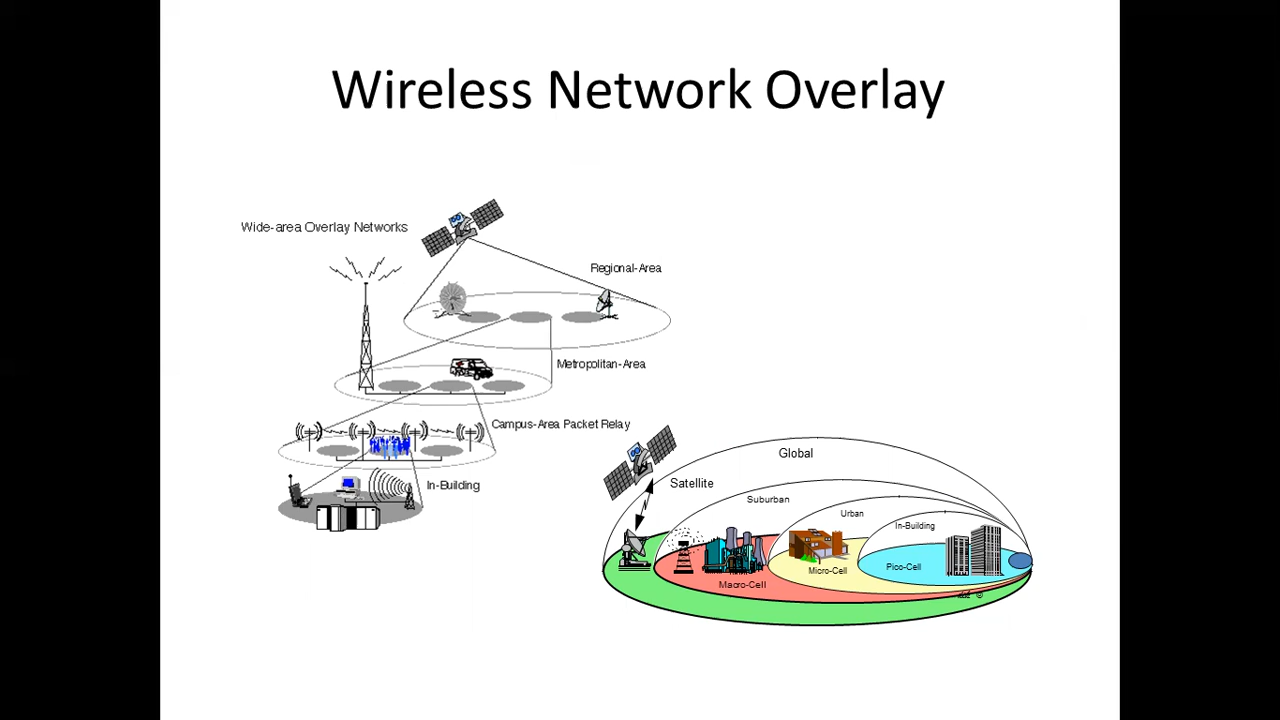 Wireless Network Overlay
Wide-area Overlay Networks
Regional-Area
Metropolitan-Area
Campus-Area Packet Relay
In-Building
Global
Satellite
Suburban
Urban
In-Building
Pico-Cell
Micro-Cell
Macro-Cell